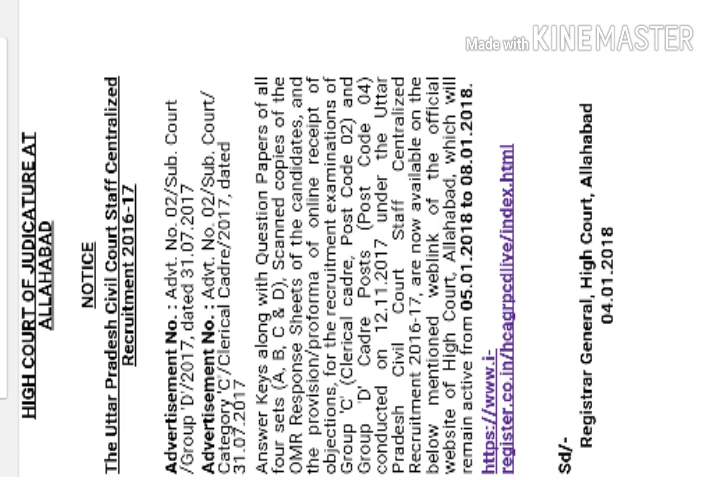 Made with KINEMASTER
HIGH COURT OF JUDICATURE AT
ALLAHABAD
NOTICE
The Uttar Pradesh Civil Court Staff Centralized
Recruitment 2016-17
Advertisement No. : Advt. No. 02/Sub. Court
/Group 'D'/2017, dated 31.07.2017
Advertisement No. : Advt. No. 02/Sub. Court/
Category 'C'/Clerical Cadre/2017, dated
31.07.2017
Answer Keys along with Question Papers of all
four sets (A, B, C & D), Scanned copies of the
OMR Response Sheets of the candidates, and
the provision/proforma of online receipt of
objections, for the recruitment examinations of
Group 'C' (Clerical cadre, Post Code 02) and
Group 'D' Cadre Posts (Post Code 04)
conducted on 12.11.2017 under the Uttar
Pradesh Civil Court Staff Centralized
Recruitment 2016-17, are now available on the
below mentioned weblink of the official
website of High Court, Allahabad, which will
remain active from 05.01.2018 to 08.01.2018.
https://www.i-
register.co.in/hcagrpcdlive/index.html
Sd/-
Registrar General, High Court, Allahabad
04.01.2018